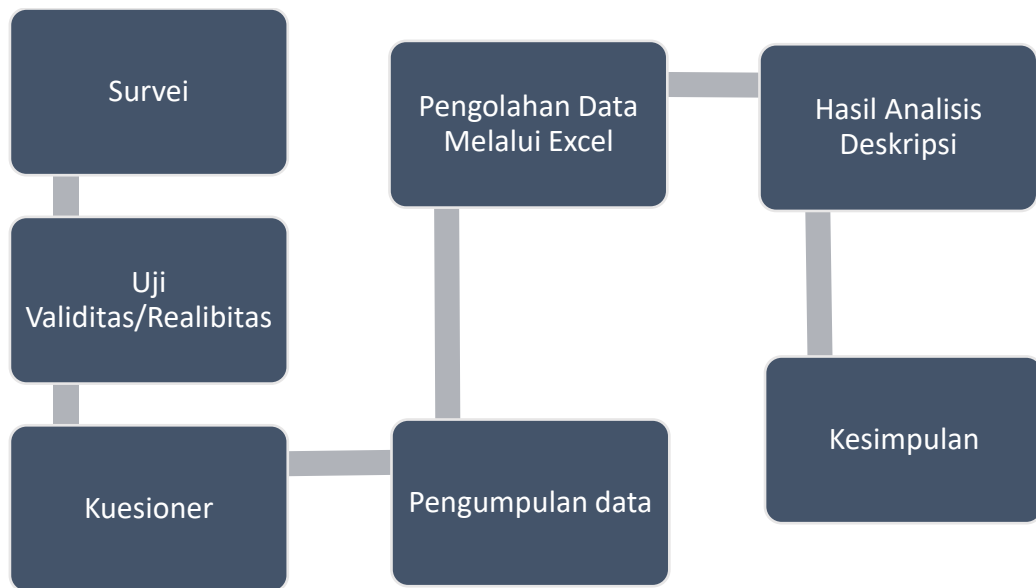 Survei
Uji
Validitas/Realibitas
Kuesioner
Pengumpulan data
Pengolahan Data
Melalui Excel
Hasil Analisis
Deskripsi
Kesimpulan